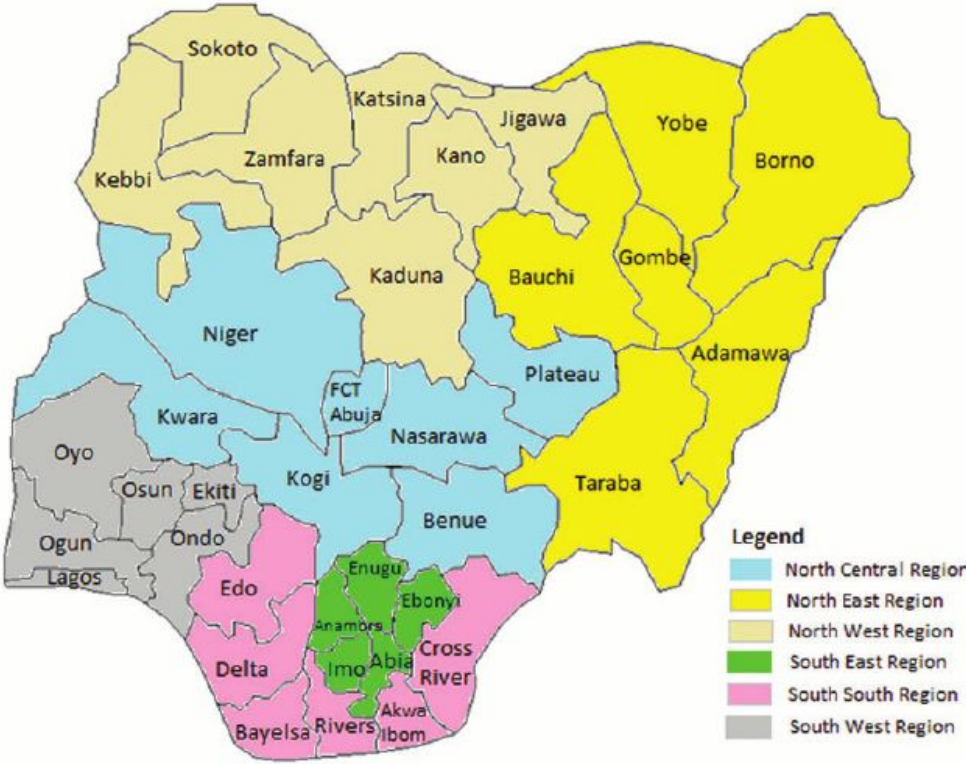 Sokoto
Katsina
Jigawa
Yobe
Kano
Borno
Zamfara
Kebbi
Gombe
Kaduna
Bauchi
Niger
Adamawa
Plateau
FCT
Abuja
Kwara
Nasarawa
Oyo
Kogi
Taraba
Osun
Ekiti
Benue
Ogun
Ondo
Lagos
Enugu
Edo
Ebonyi
Anambrs
Cross
River
Delta
Imo
Abia
Akwa
Ibom
Rivers
Bayelsa
Legend
North Central Region
North East Region
North West Region
South East Region
South South Region
South West Region